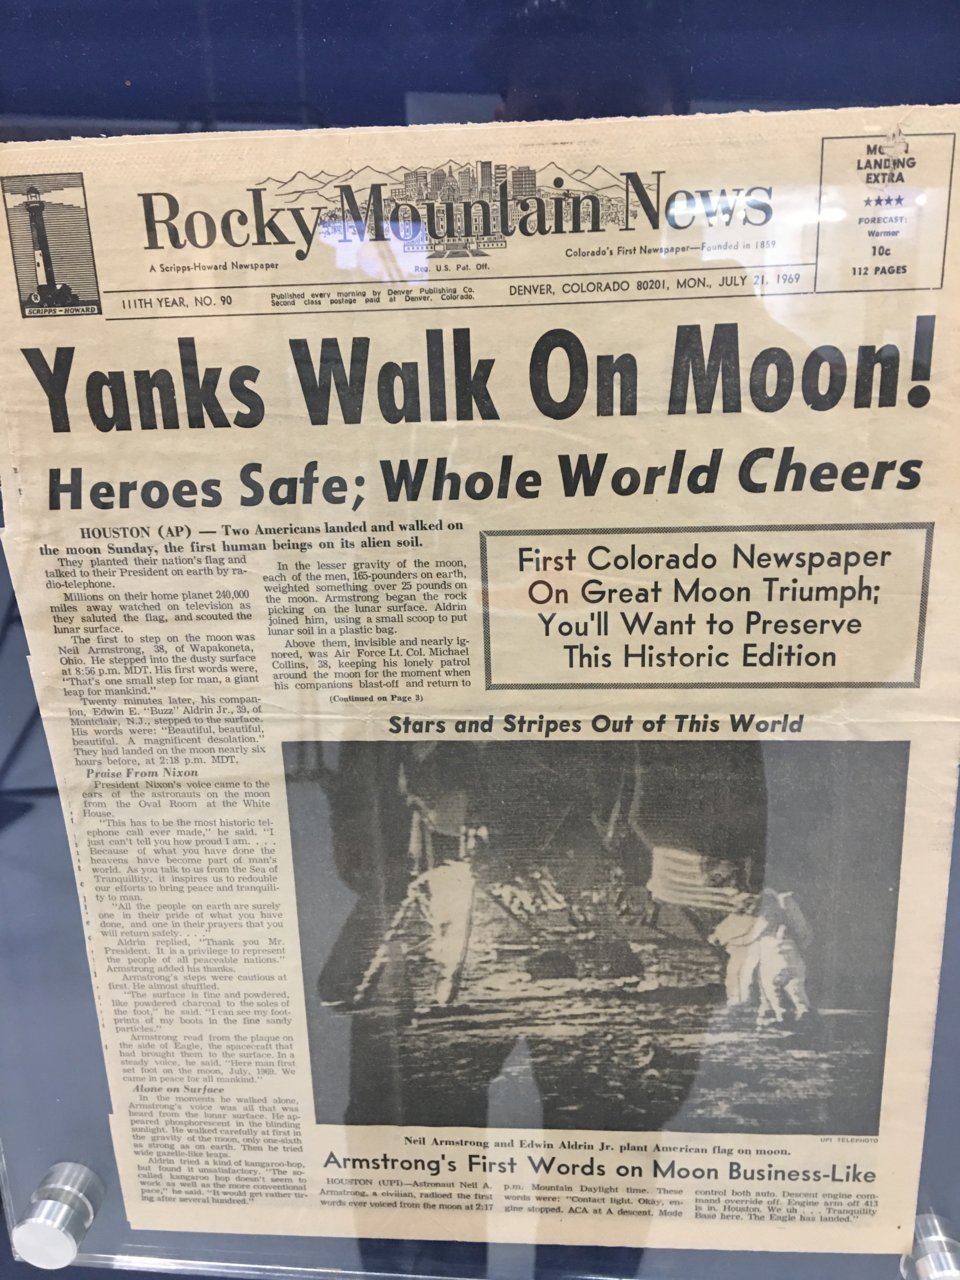 Rocky Mountain News
A Scripps-Howard Newspaper
Reg. U.S. Pat. Off.
Colorado's First Newspaper—Founded in 1859
MOON
LANDING
EXTRA
★★★★
FORECAST:
Warmer
10c
112 PAGES
® SCRIPPS-HOWARD
111TH YEAR, NO. 90
Published every morning by Denver Publishing Co.
Second class postage paid at Denver, Colorado.
DENVER, COLORADO 80201, MON., JULY 21, 1969
Yanks Walk On Moon!
Heroes Safe; Whole World Cheers
HOUSTON (AP) — Two Americans landed and walked on
the moon Sunday, the first human beings on its alien soil.
They planted their nation's flag and
talked to their President on earth by ra-
dio-telephone.
Millions on their home planet 240,000
miles away watched on television as
they saluted the flag, and scouted the
lunar surface.
The first to step on the moon was
Neil Armstrong, 38, of Wapakoneta,
Ohio. He stepped into the dusty surface
at 8:56 p.m. MDT. His first words were,
"That's one small step for man, a giant
leap for mankind."
Twenty minutes later, his compan-
ion, Edwin E. "Buzz" Aldrin Jr., 39, of
Montclair, N.J., stepped to the surface.
His words were: "Beautiful, beautiful,
beautiful. A magnificent desolation."
They had landed on the moon nearly six
hours before, at 2:18 p.m. MDT.
Praise From Nixon
President Nixon's voice came to the
ears of the astronauts on the moon
from the Oval Room at the White
House.
"This has to be the most historic tel-
ephone call ever made," he said. "I
just can't tell you how proud I am. . . .
Because of what you have done the
heavens have become part of man's
world. As you talk to us from the Sea of
Tranquillity, it inspires us to redouble
our efforts to bring peace and tranquili-
ty to man.
"All the people on earth are surely
one in their pride of what you have
done, and one in their prayers that you
will return safely. . . ."
Aldrin replied, "Thank you Mr.
President. It is a privilege to represent
the people of all peaceable nations."
Armstrong added his thanks.
Armstrong's steps were cautious at
first. He almost shuffled.
"The surface is fine and powdered,
like powdered charcoal to the soles of
the foot," he said. "I can see my foot-
prints of my boots in the fine sandy
particles."
Armstrong read from the plaque on
the side of Eagle, the spacecraft that
had brought them to the surface. In a
steady voice, he said, "Here man first
set foot on the moon, July, 1969. We
came in peace for all mankind."
Alone on Surface
In the moments he walked alone,
Armstrong's voice was all that was
heard from the lunar surface. He ap-
peared phosphorescent in the blinding
sunlight. He walked carefully at first in
the gravity of the moon, only one-sixth
as strong as on earth. Then he tried
wide gazelle-like leaps.
Aldrin tried a kind of kangaroo-hop,
but found it unsatisfactory. "The so-
called kangaroo hop doesn't seem to
work as well as the more conventional
pace," he said. "It would get rather tir-
ing after several hundred."
In the lesser gravity of the moon,
each of the men, 165-pounders on earth,
weighted something over 25 pounds on
the moon. Armstrong began the rock
picking on the lunar surface. Aldrin
joined him, using a small scoop to put
lunar soil in a plastic bag.
Above them, invisible and nearly ig-
nored, was Air Force Lt. Col. Michael
Collins, 38, keeping his lonely patrol
around the moon for the moment when
his companions blast-off and return to
(Continued on Page 3)
First Colorado Newspaper
On Great Moon Triumph;
You'll Want to Preserve
This Historic Edition
Stars and Stripes Out of This World
UPI TELEPHOTO
Neil Armstrong and Edwin Aldrin Jr. plant American flag on moon.
Armstrong's First Words on Moon Business-Like
HOUSTON (UPI)—Astronaut Neil A.
Armstrong, a civilian, radioed the first
words ever voiced from the moon at 2:17
p.m. Mountain Daylight time. These
words were: "Contact light. Okay, en-
gine stopped. ACA at A descent. Mode
control both auto. Descent engine com-
mand override off. Engine arm off 413
is in. Houston. We uh . . . Tranquility
Base here. The Eagle has landed."